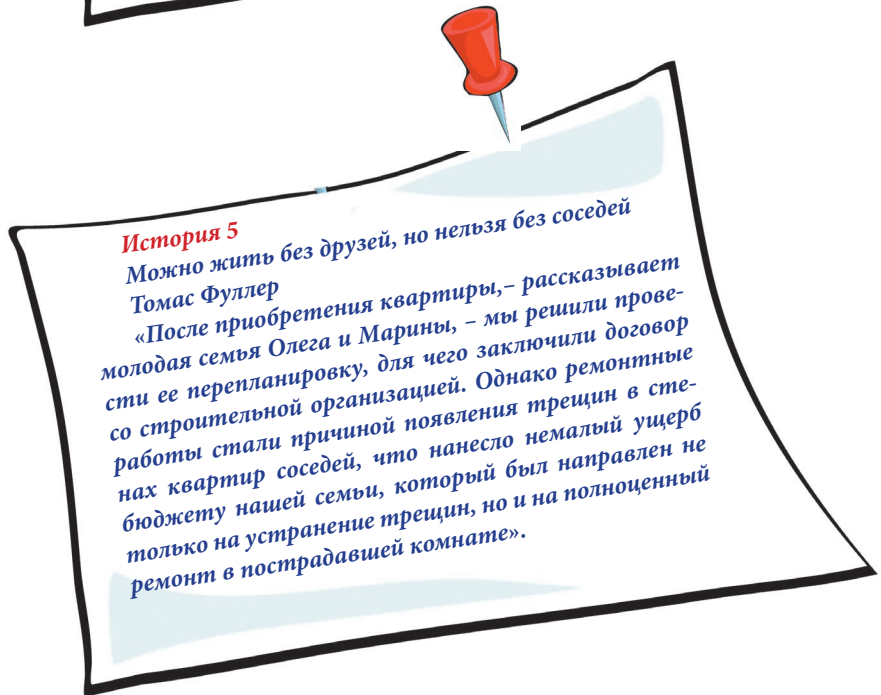 История 5
Можно жить без друзей, но нельзя без соседей
Томас Фуллер
«После приобретения квартиры,– рассказывает
молодая семья Олега и Марины, – мы решили прове-
сти ее перепланировку, для чего заключили договор
со строительной организацией. Однако ремонтные
работы стали причиной появления трещин в сте-
нах квартир соседей, что нанесло немалый ущерб
бюджету нашей семьи, который был направлен не
только на устранение трещин, но и на полноценный
ремонт в пострадавшей комнате».